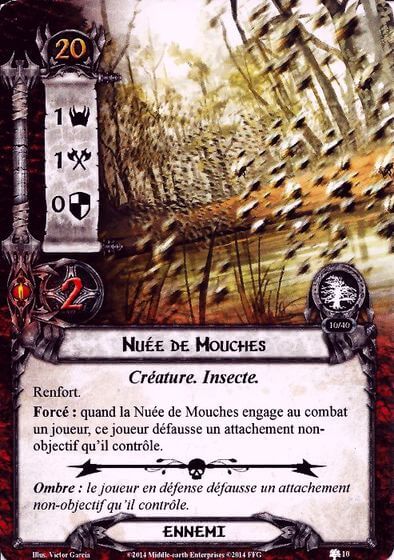 20
1
1
0
2
10/40
Nuée de Mouches
Créature. Insecte.
Renfort.
Forcé : quand la Nuée de Mouches engage au combat
un joueur, ce joueur défausse un attachement non-
objectif qu'il contrôle.
Ombre : le joueur en défense défausse un attachement
non-objectif qu'il contrôle.
ENNEMI
Illus. Victor Garcia ©2014 Middle-earth Enterprises ©2014 FFG 10